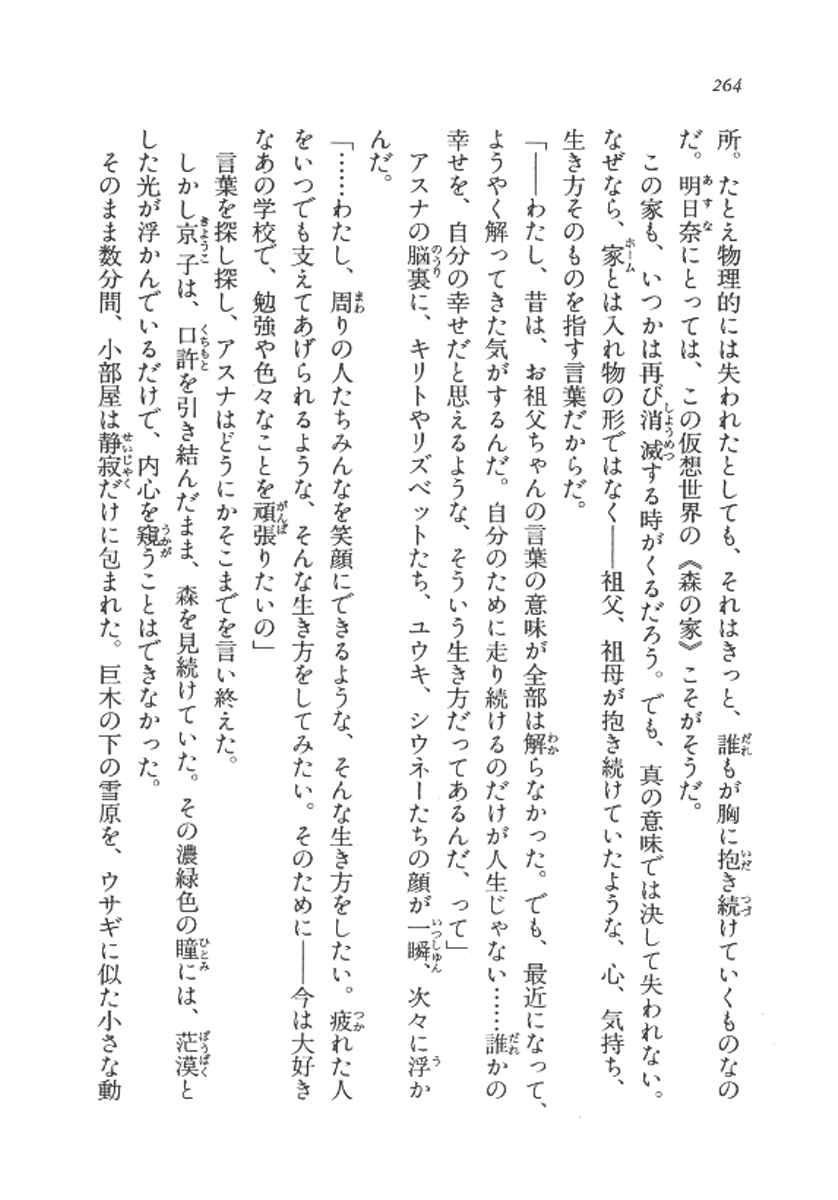 264
所。たとえ物理的には失われたとしても、それはきっと、誰もが胸に抱き続けていくものなの
だ。明日奈にとっては、この仮想世界の《森の家》こそがそうだ。
この家も、いつかは再び消滅する時がくるだろう。でも、真の意味では決して失われない。
なぜなら、家とは入れ物の形ではなく――祖父、祖母が抱き続けていたような、心、気持ち、
生き方そのものを指す言葉だからだ。
「――わたし、昔は、お祖父ちゃんの言葉の意味が全部は解らなかった。でも、最近になって、
ようやく解ってきた気がするんだ。自分のために走り続けるのだけが人生じゃない……誰かの
幸せを、自分の幸せだと思えるような、そういう生き方だってあるんだ、って」
アスナの脳裏に、キリトやリズベットたち、ユウキ、シウネーたちの顔が一瞬、次々に浮か
んだ。
「……わたし、周りの人たちみんなを笑顔にできるような、そんな生き方をしたい。疲れた人
をいつでも支えてあげられるような、そんな生き方をしてみたい。そのために――今は大好き
なあの学校で、勉強や色々なことを頑張りたいの」
言葉を探し探し、アスナはどうにかそこまでを言い終えた。
しかし京子は、口許を引き結んだまま、森を見続けていた。その濃緑色の瞳には、茫漠と
した光が浮かんでいるだけで、内心を窺うことはできなかった。
そのまま数分間、小部屋は静寂だけに包まれた。巨木の下の雪原を、ウサギに似た小さな動